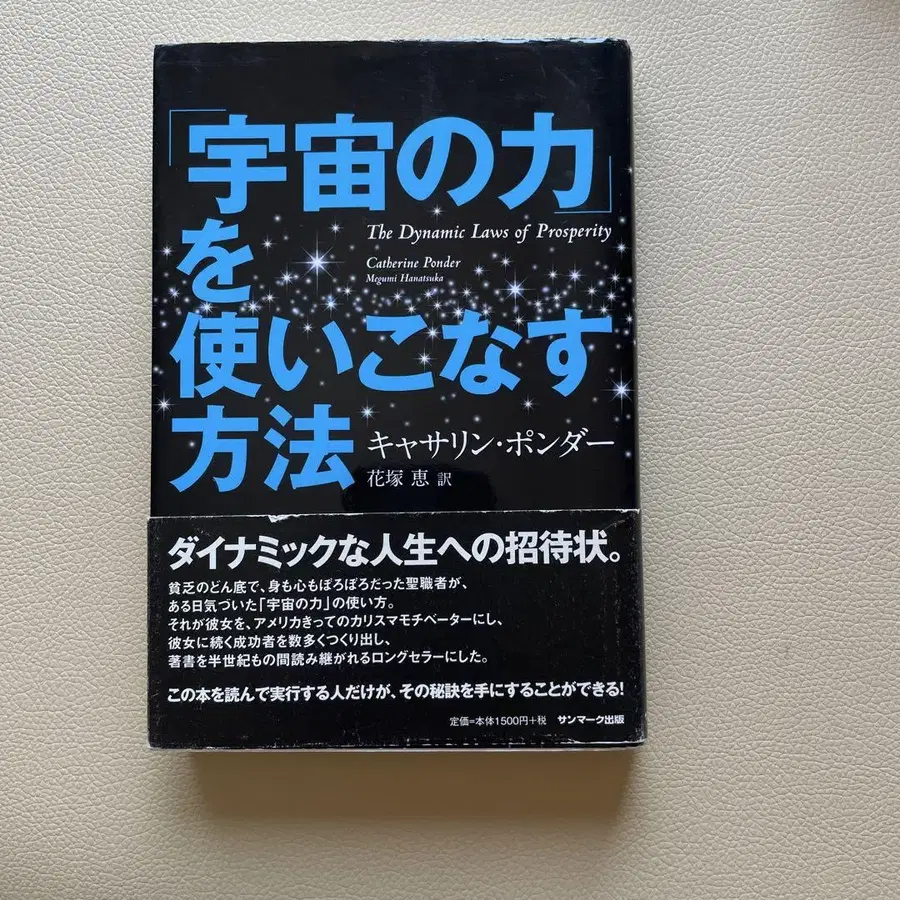 「宇宙の力」
The Dynamic Laws of Prosperity
Catherine Ponder
Megumi Hanatsuka
を
使いこなす
方法
キャサリン・ポンダー
花塚 恵 訳
ダイナミックな人生への招待状。
貧乏のどん底で、身も心もぼろぼろだった聖職者が、
ある日気づいた「宇宙の力」の使い方。
それが彼女を、アメリカきってのカリスマモチベーターにし、
彼女に続く成功者を数多くつくり出し、
著書を半世紀もの間読み継がれるロングセラーにした。
この本を読んで実行する人だけが、その秘訣を手にすることができる!
定価=本体1500円+税 サンマーク出版